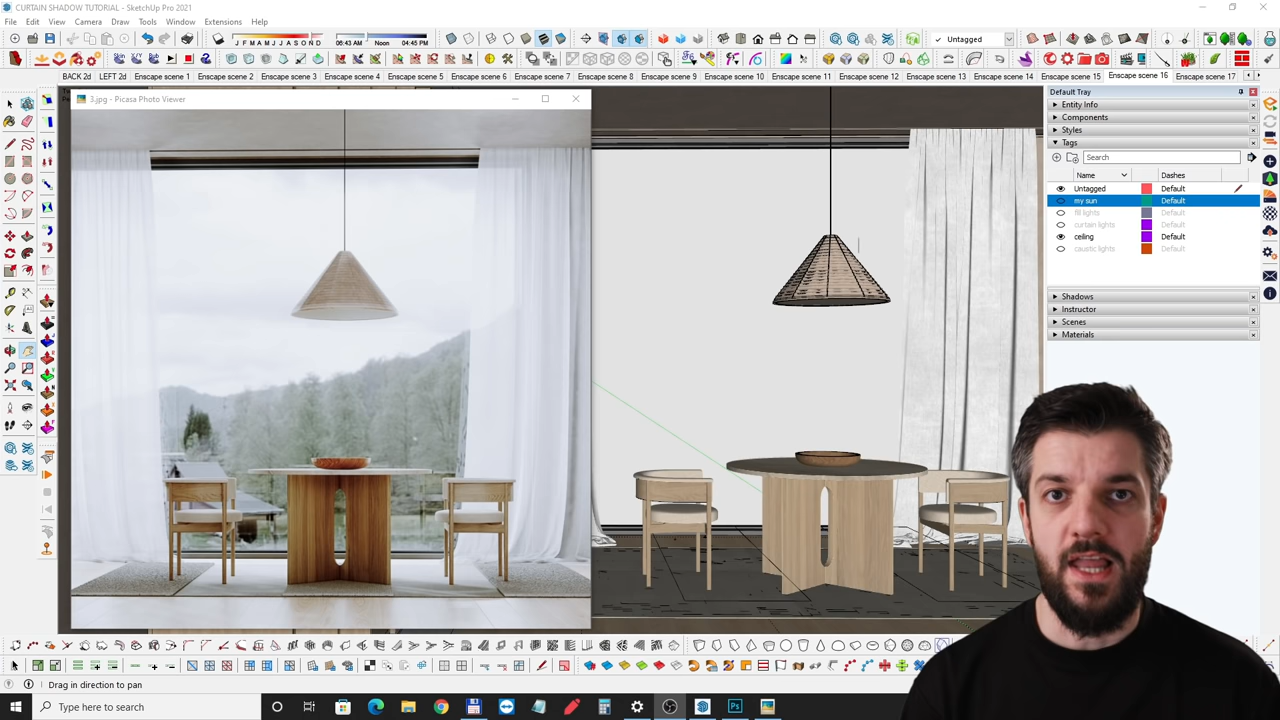 CURTAIN SHADOW TUTORIAL - SketchUp Pro 2021
File Edit View Camera Draw Tools Window Extensions Help
J F M A M J J A S O N D 06:43 AM Noon 04:45 PM Untagged
BACK 2d LEFT 2d Enscape scene 1 Enscape scene 2 Enscape scene 3 Enscape scene 4 Enscape scene 5 Enscape scene 6 Enscape scene 7 Enscape scene 8 Enscape scene 9 Enscape scene 10 Enscape scene 11 Enscape scene 12 Enscape scene 13 Enscape scene 14 Enscape scene 15 Enscape scene 16 Enscape scene 17
3.jpg - Picasa Photo Viewer
Default Tray
Entity Info
Components
Styles
Tags
Search
Name Dashes
Untagged Default
my sun Default
fill lights Default
curtain lights Default
ceiling Default
caustic lights Default
Shadows
Instructor
Scenes
Materials
Drag in direction to pan
Type here to search
Ps